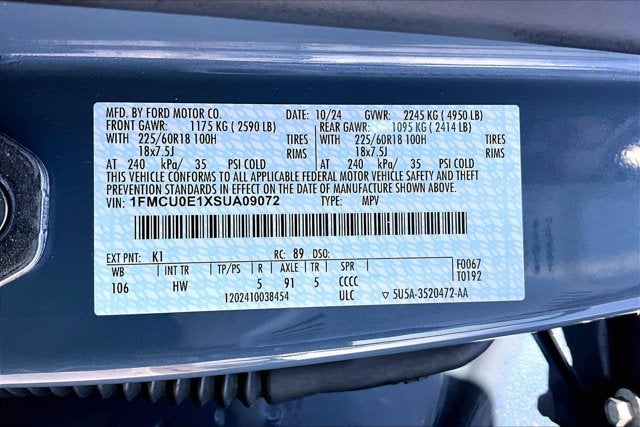 MFD. BY FORD MOTOR CO. DATE: 10/24 GVWR: 2245 KG ( 4950 LB)
FRONT GAWR: 1175 KG ( 2590 LB) REAR GAWR: 1095 KG ( 2414 LB)
WITH 225/60R18 100H TIRES WITH 225/60R18 100H TIRES
18x7.5J RIMS 18x7.5J RIMS
AT 240 kPa/ 35 PSI COLD AT 240 kPa/ 35 PSI COLD
THIS VEHICLE CONFORMS TO ALL APPLICABLE FEDERAL MOTOR VEHICLE SAFETY AND THEFT
PREVENTION STANDARDS IN EFFECT ON THE DATE OF MANUFACTURE SHOWN ABOVE.
VIN: 1FMCU0E1XSUA09072 TYPE: MPV
EXT PNT: K1 RC: 89 DSO: F0067
WB INT TR TP/PS R AXLE TR SPR T0192
106 HW 5 91 5 CCCC
1202410038454 ULC ▽ 5U5A-3520472-AA